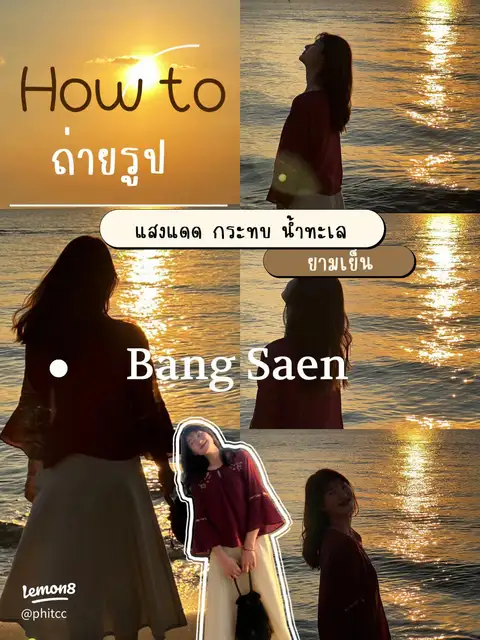 How to
ถ่ายรูป
แสงแดด กระทบ น้ำทะเล
ยามเย็น
Bang Saen
lemon8
@phitcc